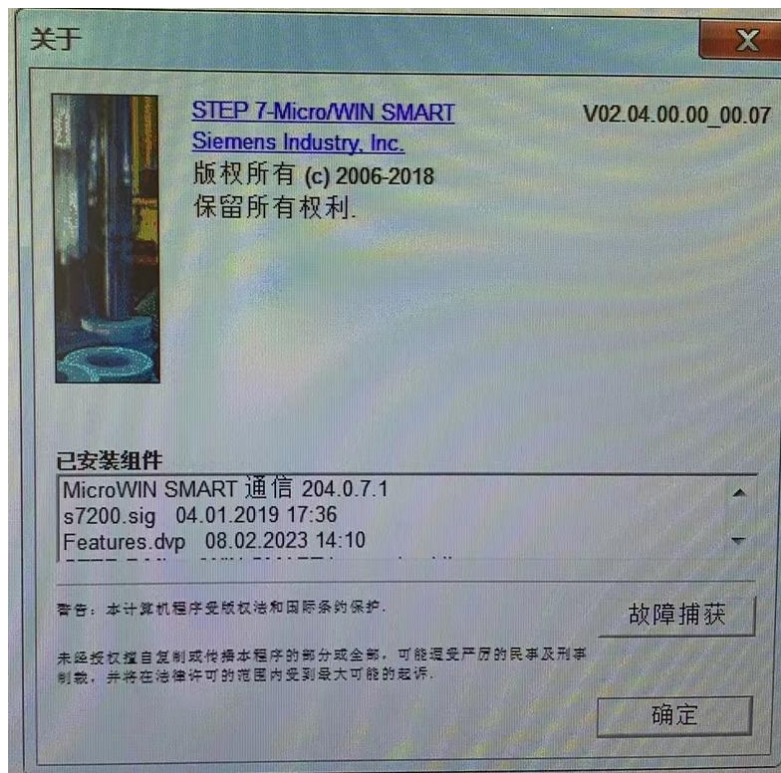 关于
STEP 7-Micro/WIN SMART V02.04.00.00_00.07
Siemens Industry, Inc.
版权所有 (c) 2006-2018
保留所有权利.
已安装组件
MicroWIN SMART 通信 204.0.7.1
s7200.sig 04.01.2019 17:36
Features.dvp 08.02.2023 14:10
警告: 本计算机程序受版权法和国际条约保护.
故障捕获
未经授权擅自复制或传播本程序的部分或全部, 可能遭受严厉的民事及刑事
制裁, 并将在法律许可的范围内受到最大可能的起诉.
确定